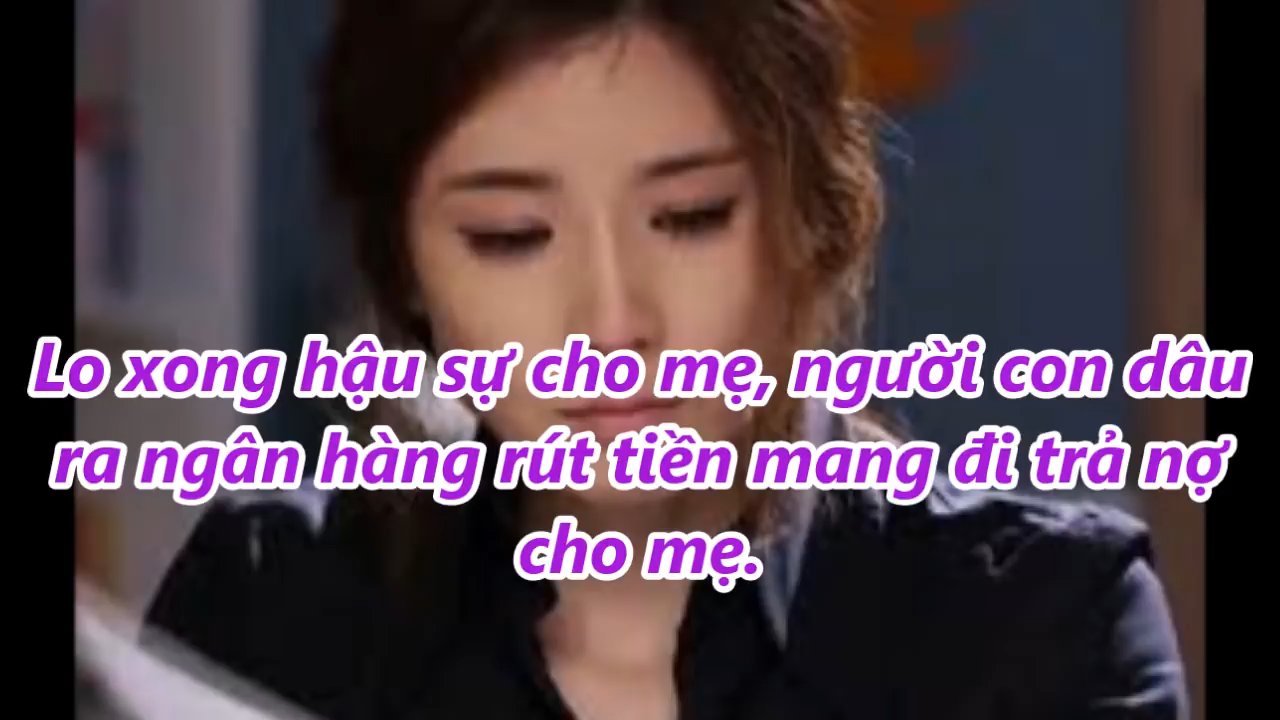 Lo xong hậu sự cho mẹ, người con dâu
ra ngân hàng rút tiền mang đi trả nợ
cho mẹ.